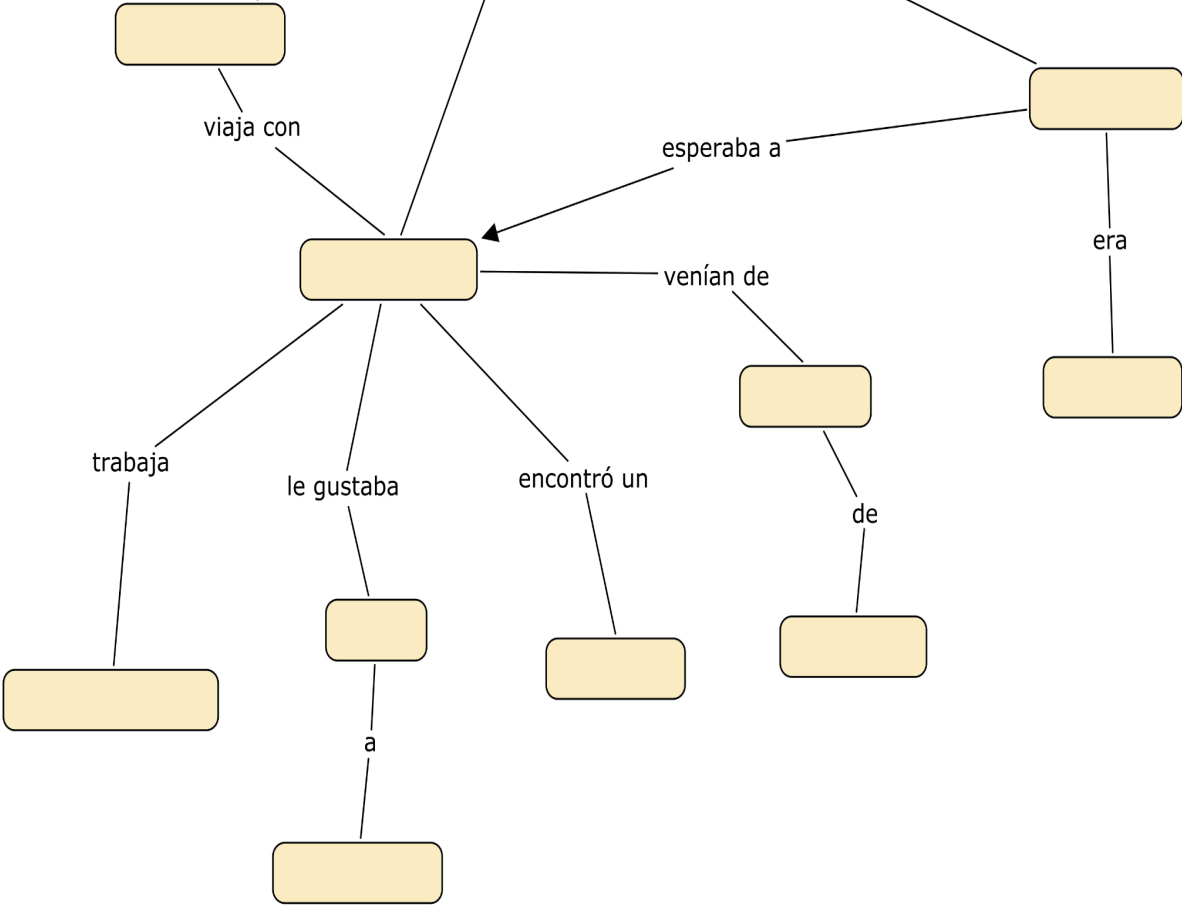 viaja con
esperaba a
era
venían de
trabaja
le gustaba
encontró un
de
a